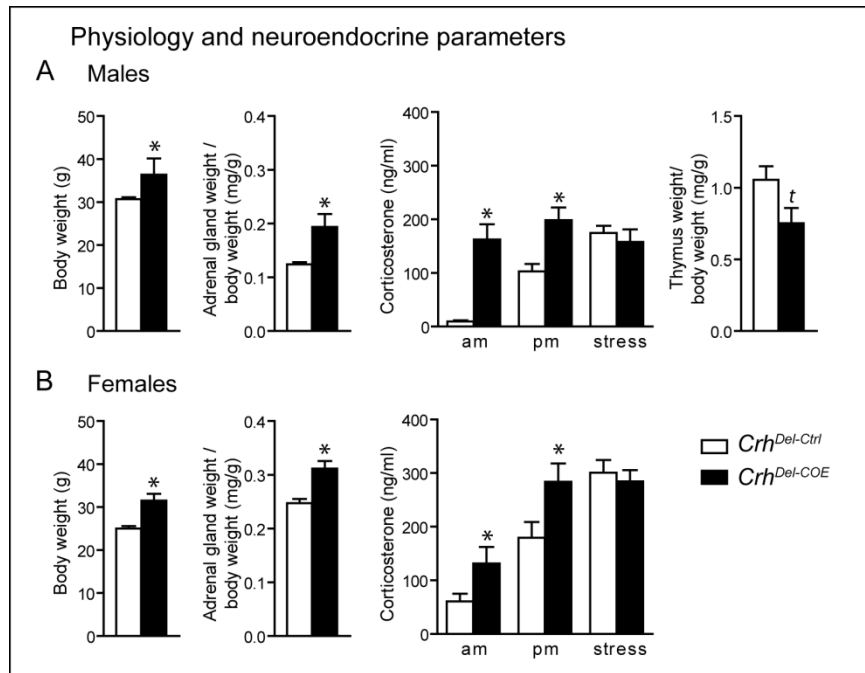 Physiology and neuroendocrine parameters
A Males
Body weight (g)
50
40
30
20
10
0
*
Adrenal gland weight /
body weight (mg/g)
0.4
0.3
0.2
0.1
0.0
*
Corticosterone (ng/ml)
400
300
200
100
0
*
*
am pm stress
Thymus weight/
body weight (mg/g)
1.5
1.0
0.5
0.0
t
B Females
Body weight (g)
50
40
30
20
10
0
*
Adrenal gland weight /
body weight (mg/g)
0.4
0.3
0.2
0.1
0.0
*
Corticosterone (ng/ml)
400
300
200
100
0
*
*
am pm stress
Crh^Del-Ctrl
Crh^Del-COE